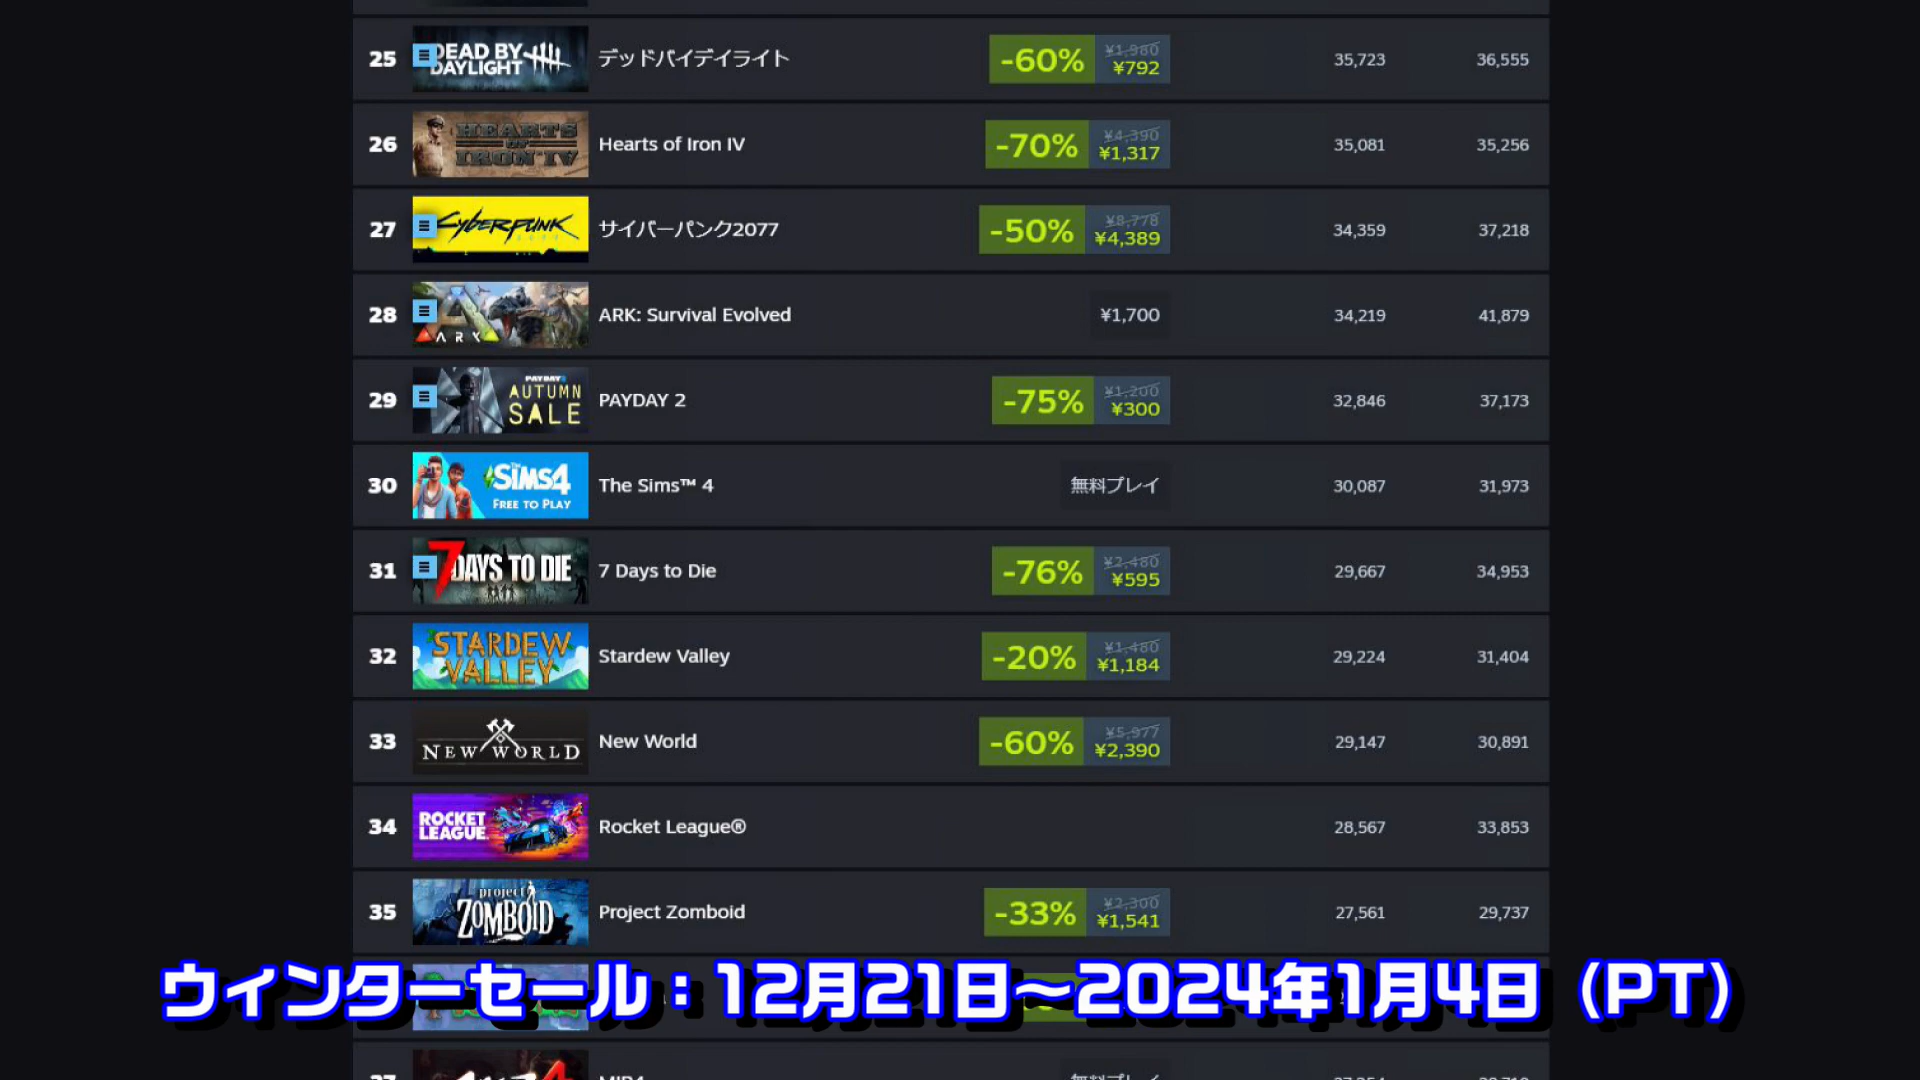 25 DEAD BY DAYLIGHT デッドバイデイライト -60% ¥1,980 ¥792 35,723 36,555
26 HEARTS OF IRON IV Hearts of Iron IV -70% ¥4,390 ¥1,317 35,081 35,256
27 Cyberpunk サイバーパンク2077 -50% ¥8,778 ¥4,389 34,359 37,218
28 ARK ARK: Survival Evolved ¥1,700 34,219 41,879
29 PAYDAY 2 AUTUMN SALE PAYDAY 2 -75% ¥1,200 ¥300 32,846 37,173
30 The SIMS 4 FREE TO PLAY The Sims™ 4 無料プレイ 30,087 31,973
31 7 DAYS TO DIE 7 Days to Die -76% ¥2,480 ¥595 29,667 34,953
32 STARDEW VALLEY Stardew Valley -20% ¥1,480 ¥1,184 29,224 31,404
33 NEW WORLD New World -60% ¥5,977 ¥2,390 29,147 30,891
34 ROCKET LEAGUE Rocket League® 28,567 33,853
35 project ZOMBOID Project Zomboid -33% ¥2,300 ¥1,541 27,561 29,737
ウィンターセール：12月21日～2024年1月4日（PT）